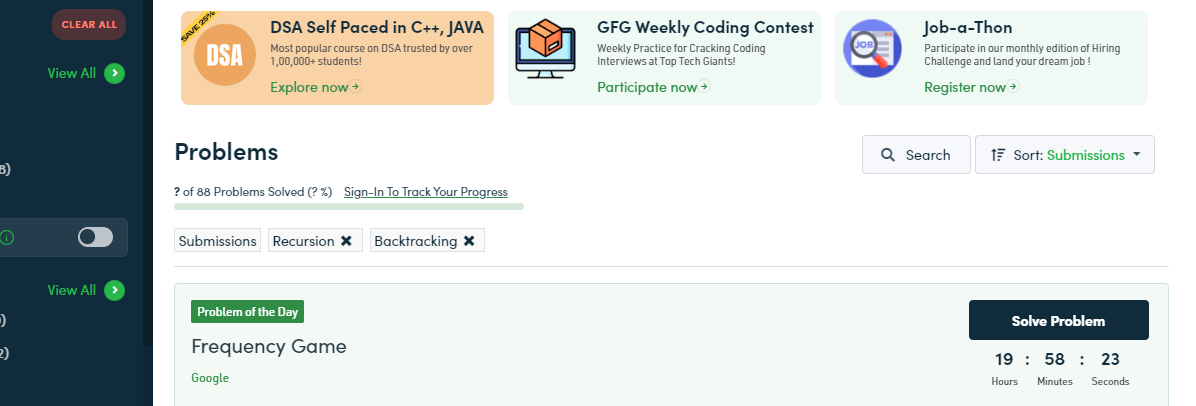 CLEAR ALL
View All
8)
View All
)
2)
SAVE 25%
DSA
DSA Self Paced in C++, JAVA
Most popular course on DSA trusted by over
1,00,000+ students!
Explore now
GFG Weekly Coding Contest
Weekly Practice for Cracking Coding
Interviews at Top Tech Giants!
Participate now
JOB
Job-a-Thon
Participate in our monthly edition of Hiring
Challenge and land your dream job !
Register now
Problems
Search
Sort: Submissions
? of 88 Problems Solved (? %) Sign-In To Track Your Progress
Submissions Recursion ✖ Backtracking ✖
Problem of the Day
Frequency Game
Google
Solve Problem
19 : 58 : 23
Hours Minutes Seconds